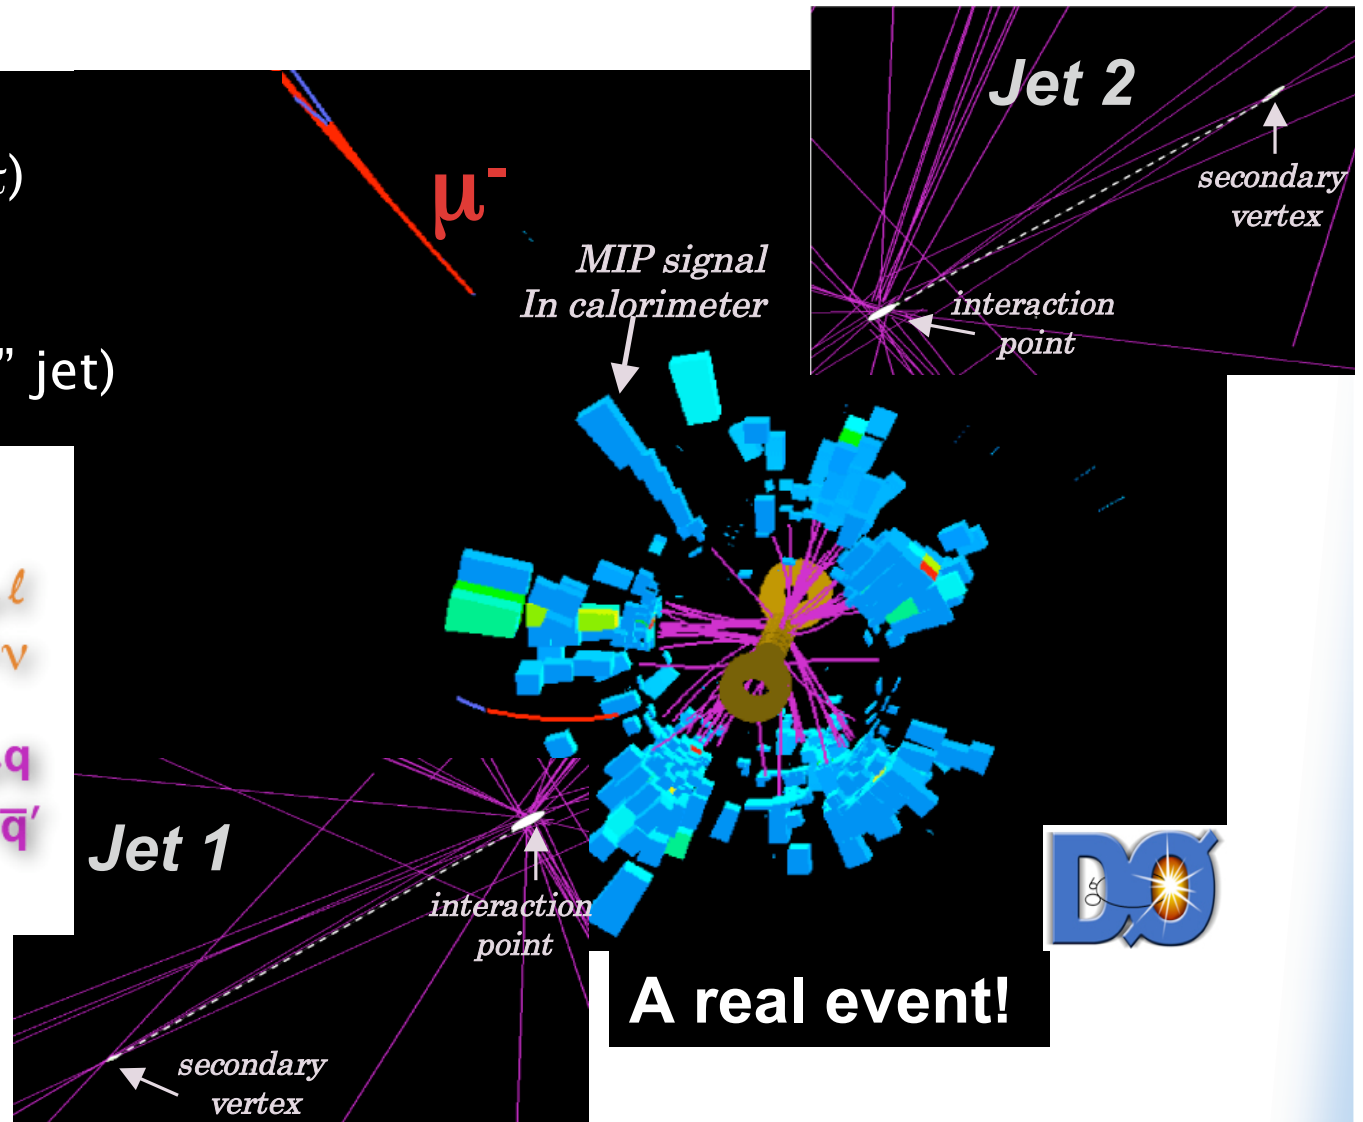 Jet 2
secondary
vertex
interaction
point
μ-
MIP signal
In calorimeter
)
” jet)
ℓ
ν
q
q̄′
Jet 1
interaction
point
secondary
vertex
A real event!
DØ